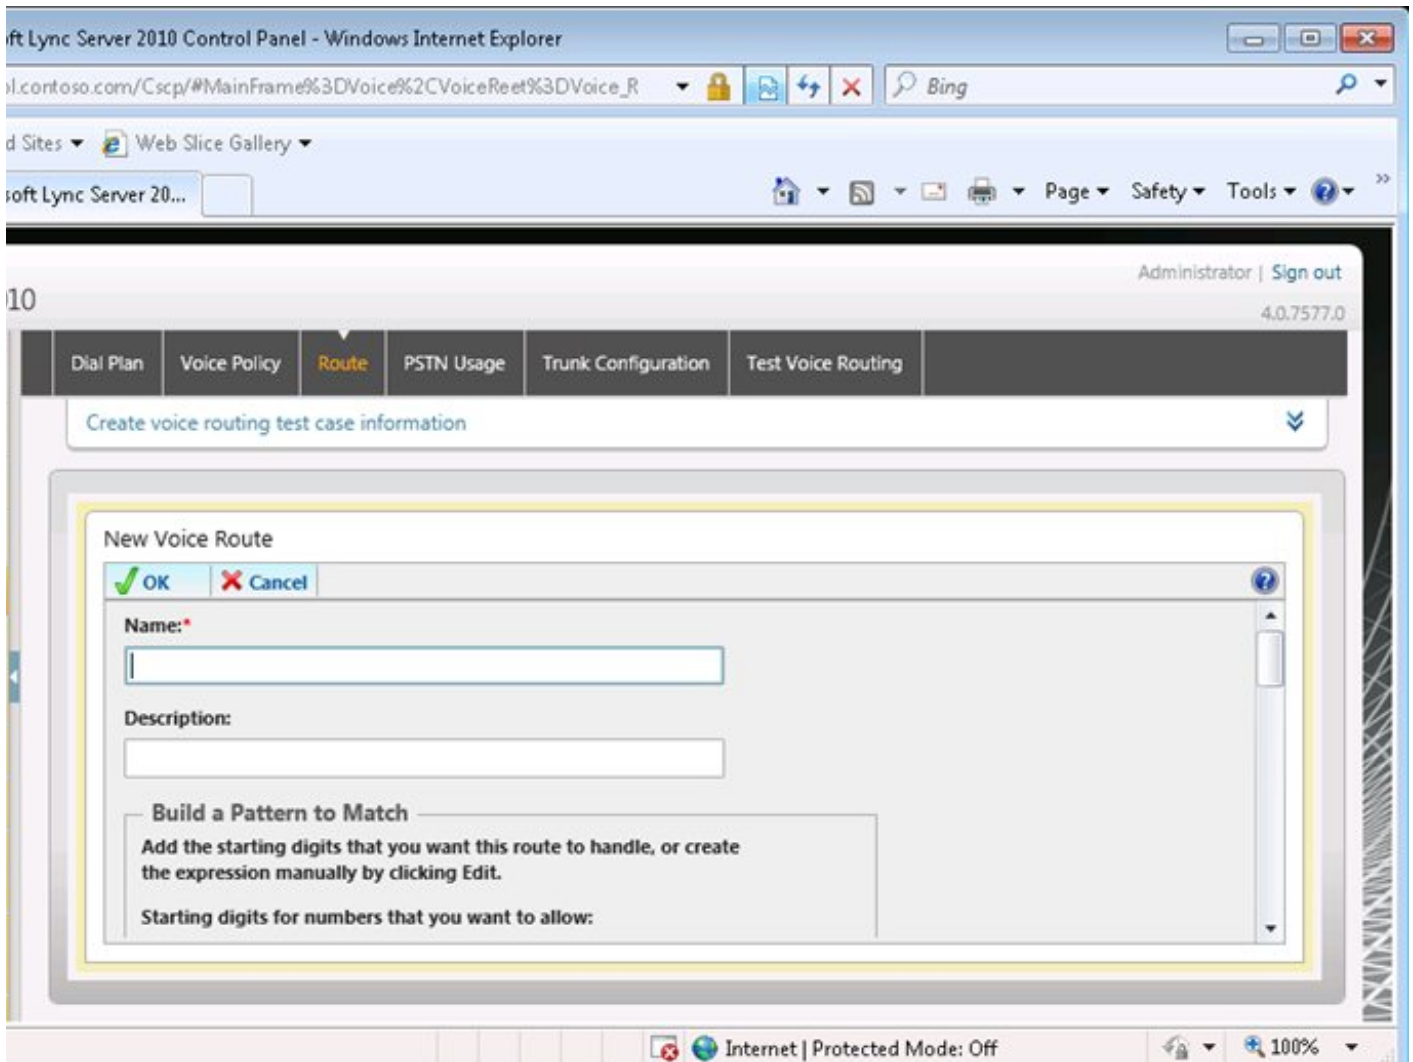 ft Lync Server 2010 Control Panel - Windows Internet Explorer
ol.contoso.com/Cscp/#MainFrame%3DVoice%2CVoiceReet%3DVoice_R
Bing
d Sites
Web Slice Gallery
soft Lync Server 20...
Page
Safety
Tools
Administrator | Sign out
010
4.0.7577.0
Dial Plan
Voice Policy
Route
PSTN Usage
Trunk Configuration
Test Voice Routing
Create voice routing test case information
New Voice Route
OK
Cancel
Name:*
Description:
Build a Pattern to Match
Add the starting digits that you want this route to handle, or create
the expression manually by clicking Edit.
Starting digits for numbers that you want to allow:
Internet | Protected Mode: Off
100%